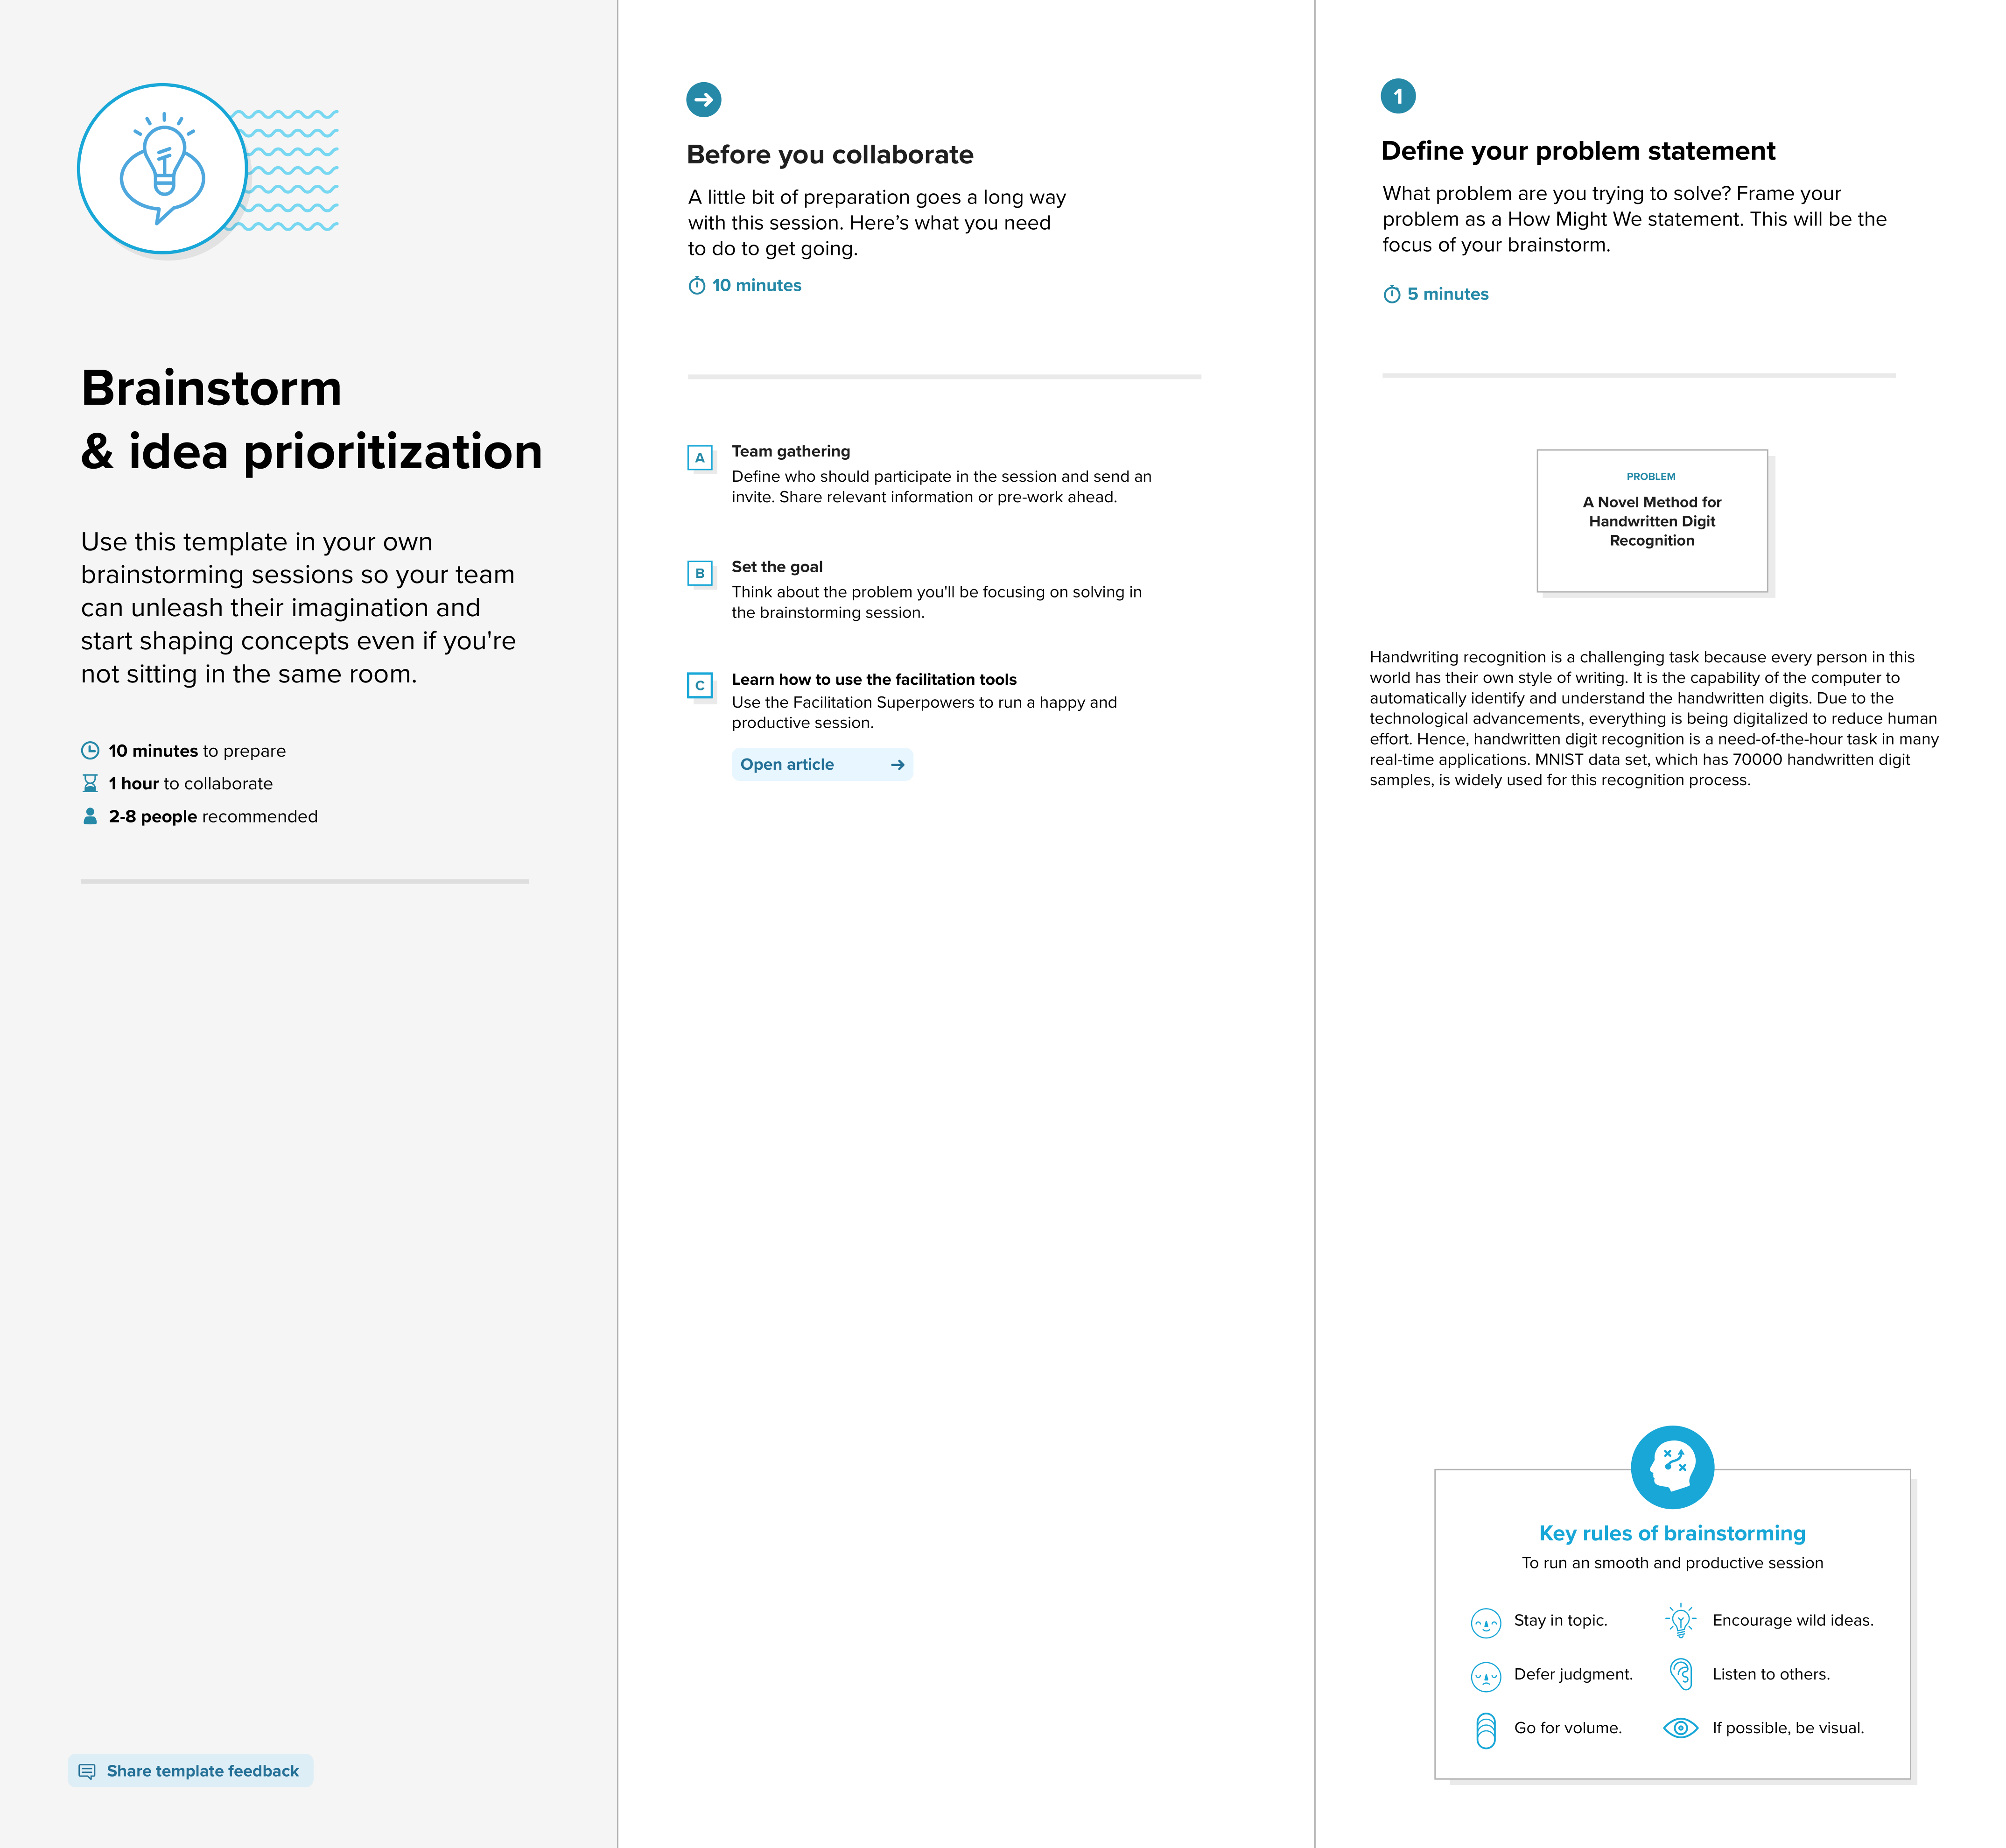 Brainstorm
& idea prioritization
Use this template in your own
brainstorming sessions so your team
can unleash their imagination and
start shaping concepts even if you're
not sitting in the same room.
10 minutes to prepare
1 hour to collaborate
2-8 people recommended
Share template feedback
Before you collaborate
A little bit of preparation goes a long way
with this session. Here’s what you need
to do to get going.
10 minutes
A
Team gathering
Define who should participate in the session and send an
invite. Share relevant information or pre-work ahead.
B
Set the goal
Think about the problem you'll be focusing on solving in
the brainstorming session.
C
Learn how to use the facilitation tools
Use the Facilitation Superpowers to run a happy and
productive session.
Open article
1
Define your problem statement
What problem are you trying to solve? Frame your
problem as a How Might We statement. This will be the
focus of your brainstorm.
5 minutes
PROBLEM
A Novel Method for
Handwritten Digit
Recognition
Handwriting recognition is a challenging task because every person in this
world has their own style of writing. It is the capability of the computer to
automatically identify and understand the handwritten digits. Due to the
technological advancements, everything is being digitalized to reduce human
effort. Hence, handwritten digit recognition is a need-of-the-hour task in many
real-time applications. MNIST data set, which has 70000 handwritten digit
samples, is widely used for this recognition process.
Key rules of brainstorming
To run an smooth and productive session
Stay in topic.
Encourage wild ideas.
Defer judgment.
Listen to others.
Go for volume.
If possible, be visual.